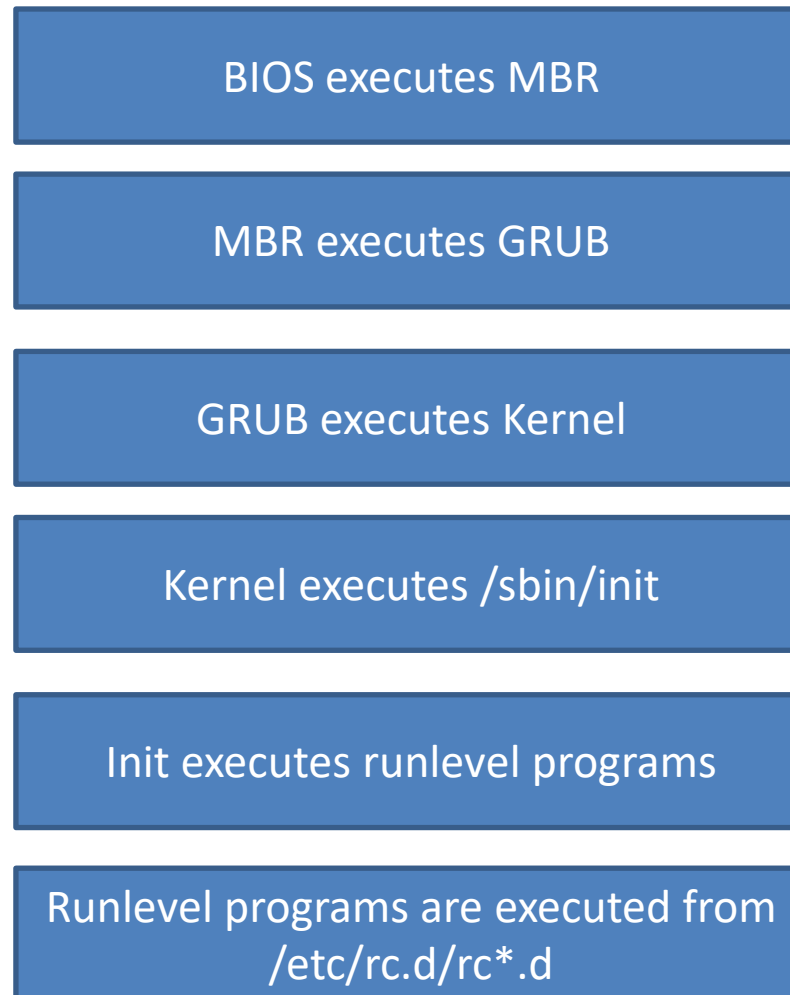 BIOS executes MBR
MBR executes GRUB
GRUB executes Kernel
Kernel executes /sbin/init
Init executes runlevel programs
Runlevel programs are executed from
/etc/rc.d/rc*.d